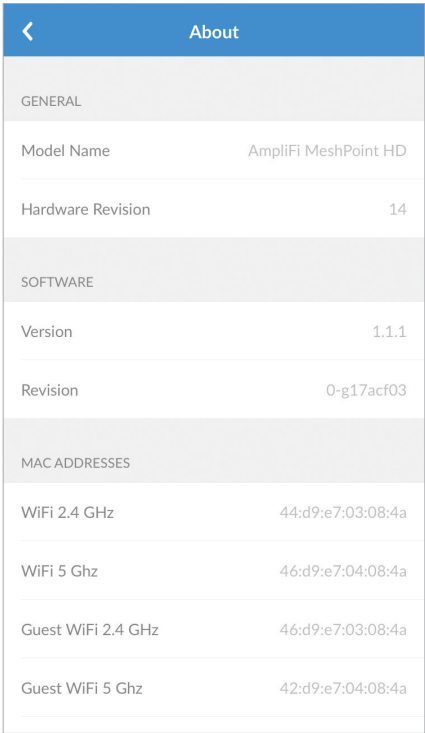 About
GENERAL
Model Name AmpliFi MeshPoint HD
Hardware Revision 14
SOFTWARE
Version 1.1.1
Revision 0-g17acf03
MAC ADDRESSES
WiFi 2.4 GHz 44:d9:e7:03:08:4a
WiFi 5 Ghz 46:d9:e7:04:08:4a
Guest WiFi 2.4 GHz 46:d9:e7:03:08:4a
Guest WiFi 5 Ghz 42:d9:e7:04:08:4a